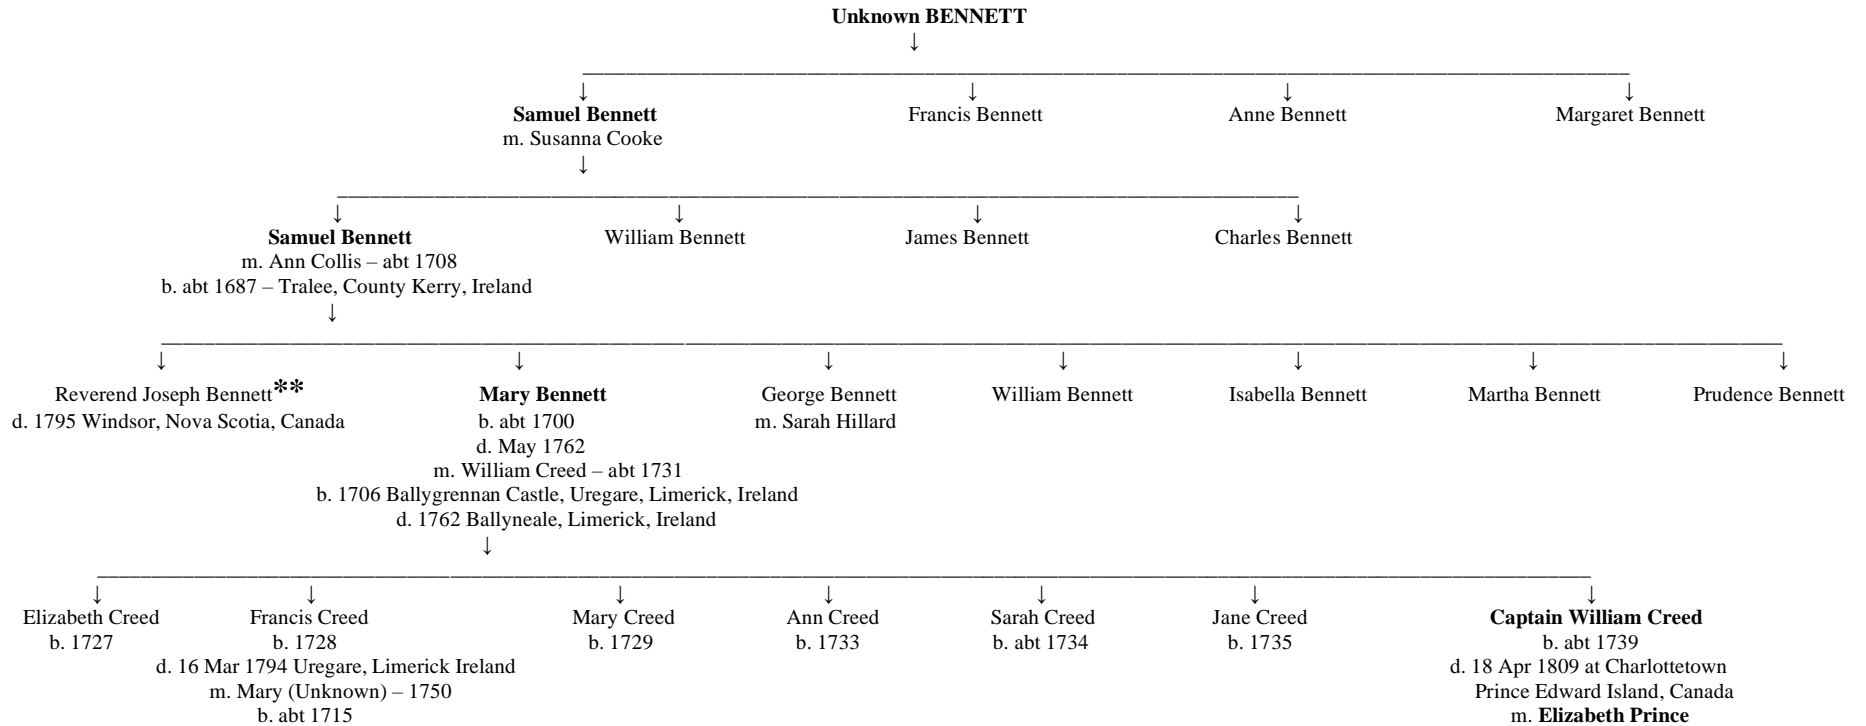 Unknown BENNETT
↓
↓ ↓ ↓ ↓
Samuel Bennett Francis Bennett Anne Bennett Margaret Bennett
m. Susanna Cooke
↓
↓ ↓ ↓ ↓
Samuel Bennett William Bennett James Bennett Charles Bennett
m. Ann Collis – abt 1708
b. abt 1687 – Tralee, County Kerry, Ireland
↓
↓ ↓ ↓ ↓ ↓ ↓ ↓
Reverend Joseph Bennett** Mary Bennett George Bennett William Bennett Isabella Bennett Martha Bennett Prudence Bennett
d. 1795 Windsor, Nova Scotia, Canada b. abt 1700 m. Sarah Hillard
d. May 1762
m. William Creed – abt 1731
b. 1706 Ballygrennan Castle, Uregare, Limerick, Ireland
d. 1762 Ballyneale, Limerick, Ireland
↓
↓ ↓ ↓ ↓ ↓ ↓ ↓
Elizabeth Creed Francis Creed Mary Creed Ann Creed Sarah Creed Jane Creed Captain William Creed
b. 1727 b. 1728 b. 1729 b. 1733 b. abt 1734 b. 1735 b. abt 1739
d. 16 Mar 1794 Uregare, Limerick Ireland d. 18 Apr 1809 at Charlottetown
m. Mary (Unknown) – 1750 Prince Edward Island, Canada
b. abt 1715 m. Elizabeth Prince